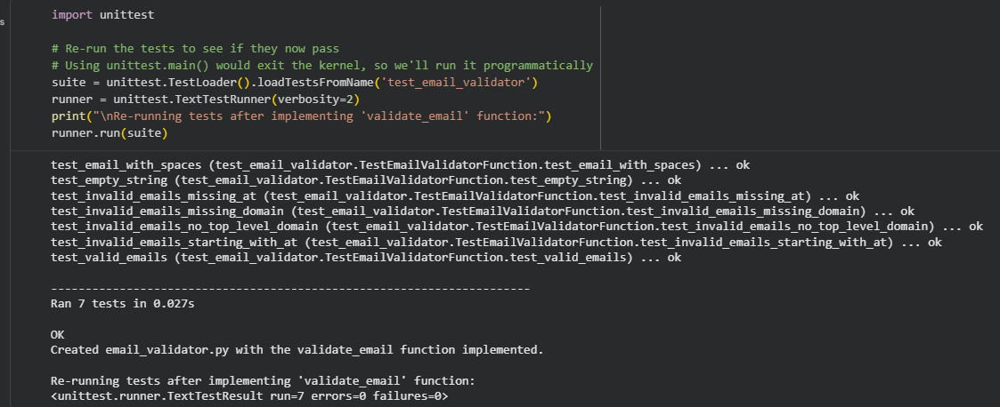 s
import unittest
# Re-run the tests to see if they now pass
# Using unittest.main() would exit the kernel, so we'll run it programmatically
suite = unittest.TestLoader().loadTestsFromName('test_email_validator')
runner = unittest.TextTestRunner(verbosity=2)
print("\nRe-running tests after implementing 'validate_email' function:")
runner.run(suite)
test_email_with_spaces (test_email_validator.TestEmailValidatorFunction.test_email_with_spaces) ... ok
test_empty_string (test_email_validator.TestEmailValidatorFunction.test_empty_string) ... ok
test_invalid_emails_missing_at (test_email_validator.TestEmailValidatorFunction.test_invalid_emails_missing_at) ... ok
test_invalid_emails_missing_domain (test_email_validator.TestEmailValidatorFunction.test_invalid_emails_missing_domain) ... ok
test_invalid_emails_no_top_level_domain (test_email_validator.TestEmailValidatorFunction.test_invalid_emails_no_top_level_domain) ... ok
test_invalid_emails_starting_with_at (test_email_validator.TestEmailValidatorFunction.test_invalid_emails_starting_with_at) ... ok
test_valid_emails (test_email_validator.TestEmailValidatorFunction.test_valid_emails) ... ok
----------------------------------------------------------------------
Ran 7 tests in 0.027s
OK
Created email_validator.py with the validate_email function implemented.
Re-running tests after implementing 'validate_email' function:
<unittest.runner.TextTestResult run=7 errors=0 failures=0>